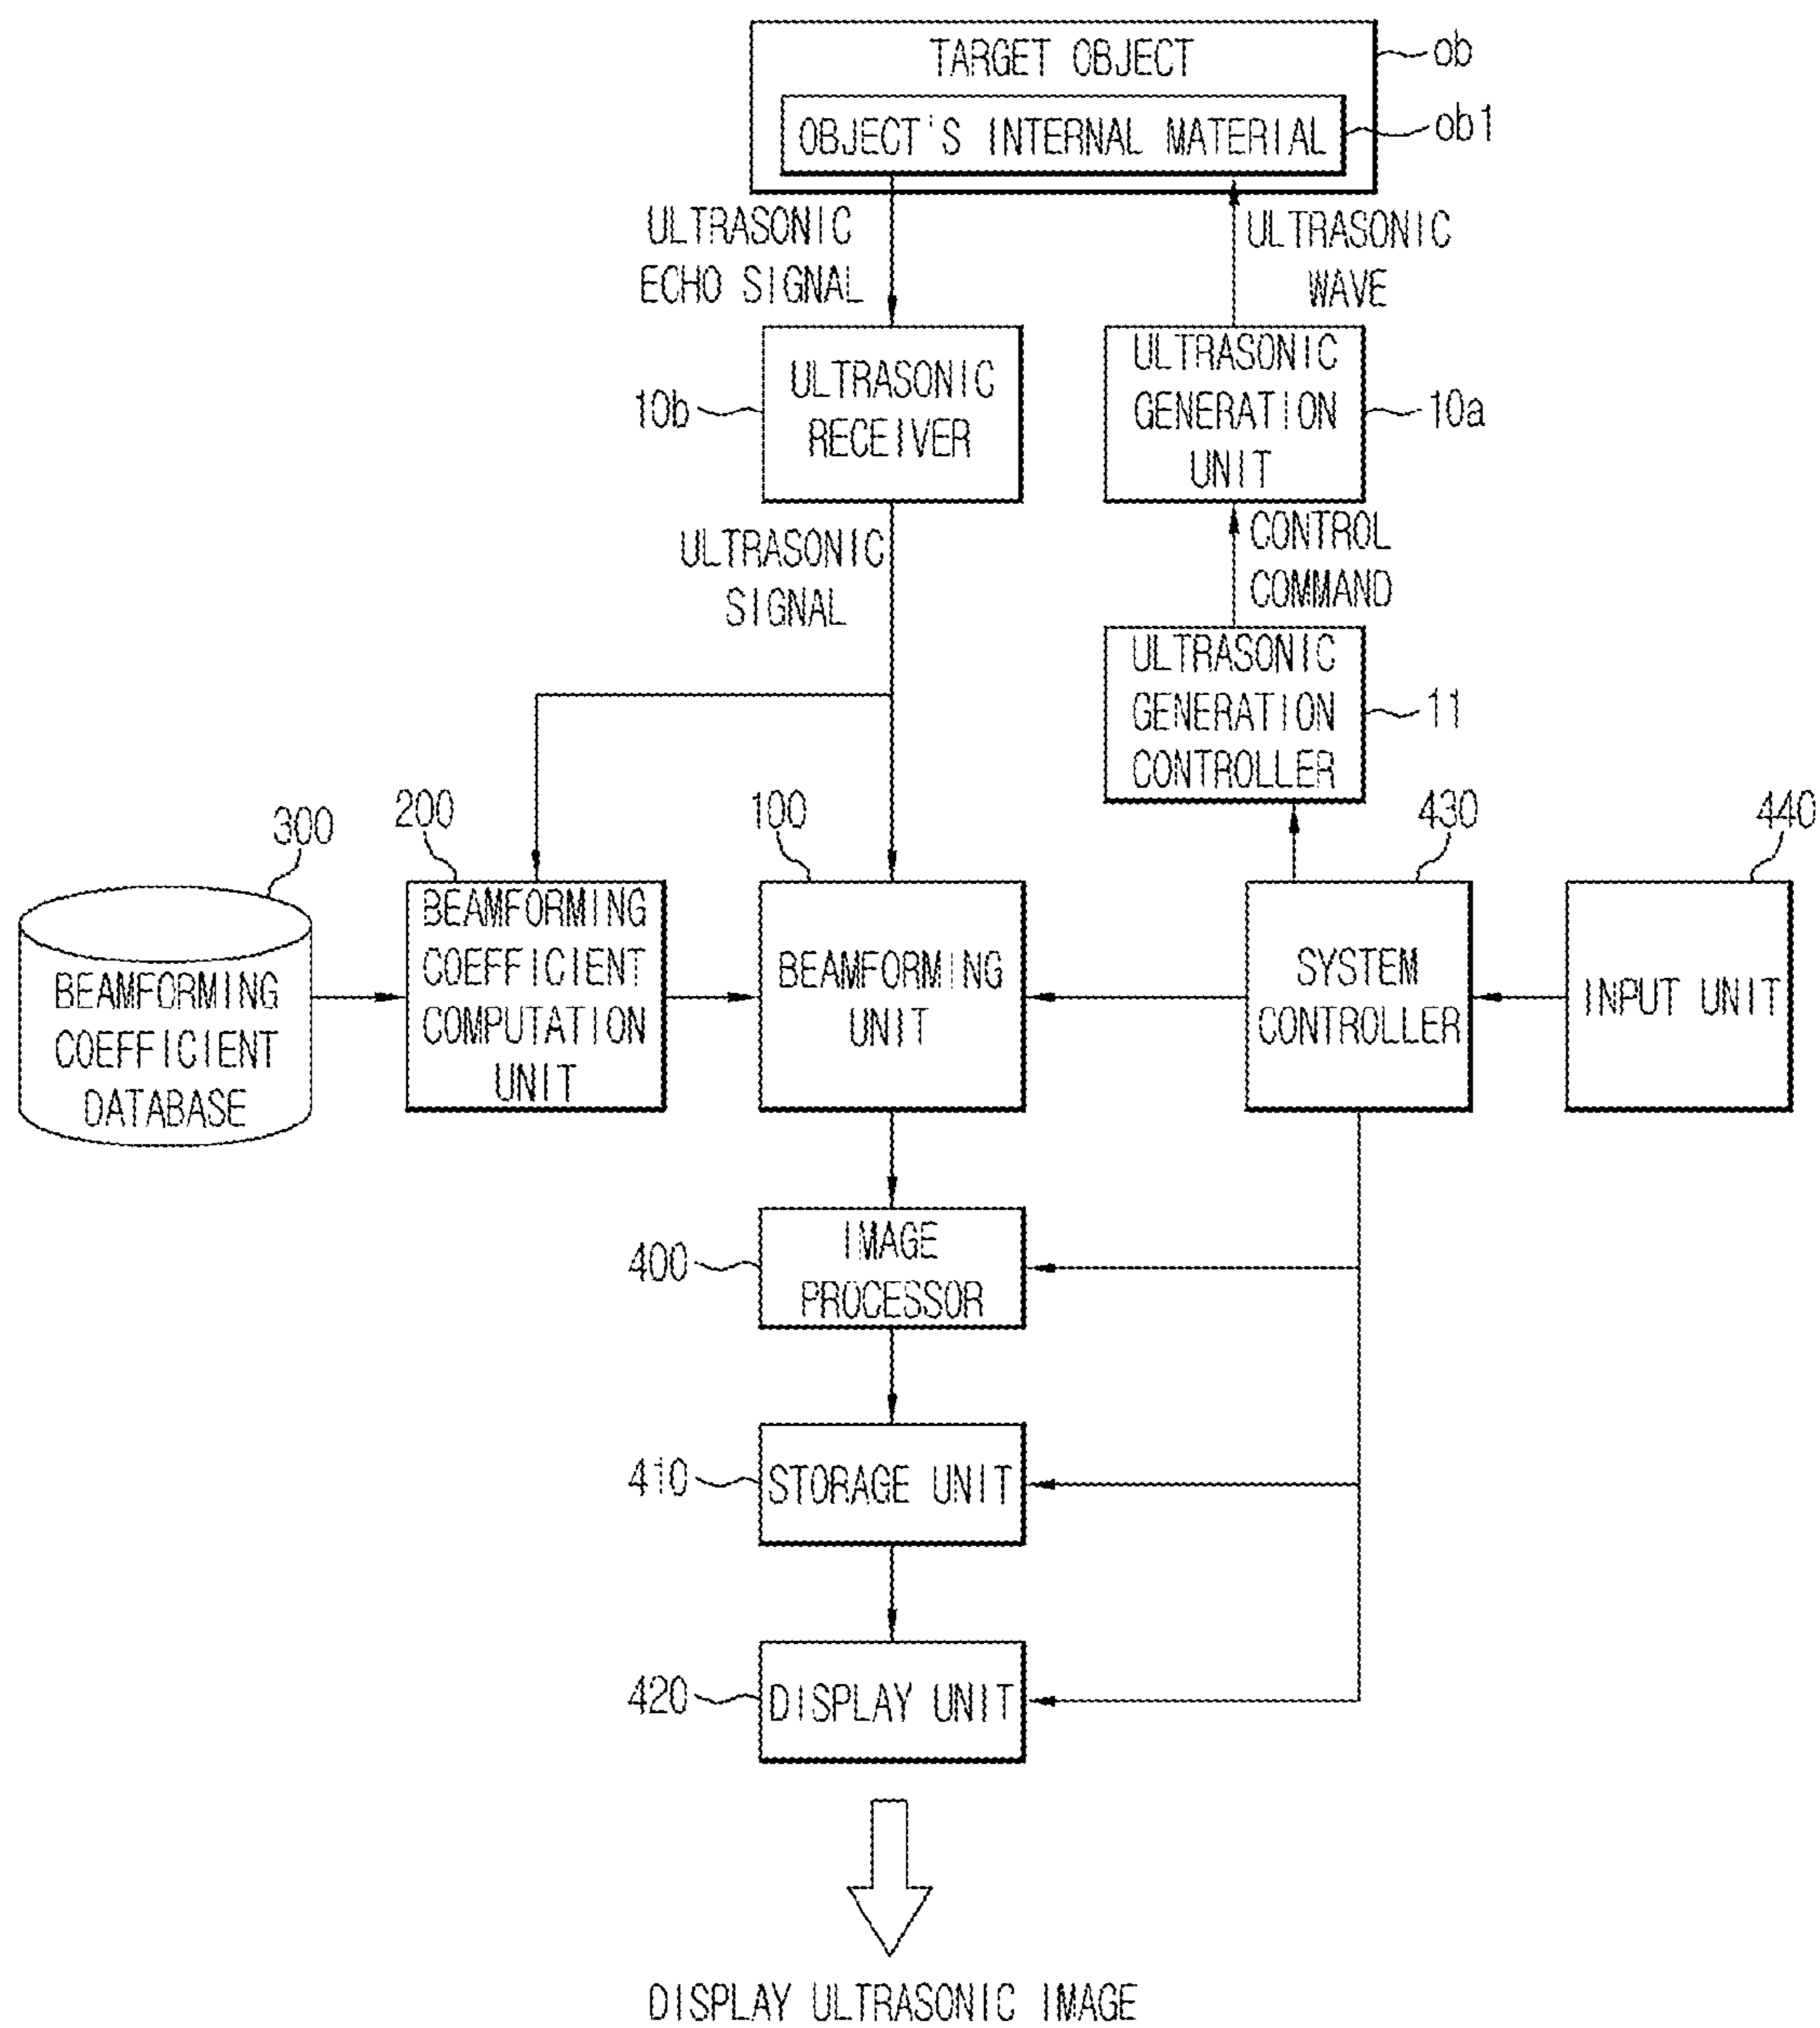 TARGET OBJECT
ob
OBJECT'S INTERNAL MATERIAL
ob1
ULTRASONIC
ECHO SIGNAL
ULTRASONIC
WAVE
10b
ULTRASONIC
RECEIVER
ULTRASONIC
GENERATION
UNIT
10a
ULTRASONIC
SIGNAL
CONTROL
COMMAND
ULTRASONIC
GENERATION
CONTROLLER
11
300
200
100
430
440
BEAMFORMING
COEFFICIENT
DATABASE
BEAMFORMING
COEFFICIENT
COMPUTATION
UNIT
BEAMFORMING
UNIT
SYSTEM
CONTROLLER
INPUT UNIT
400
IMAGE
PROCESSOR
410
STORAGE UNIT
420
DISPLAY UNIT
DISPLAY ULTRASONIC IMAGE